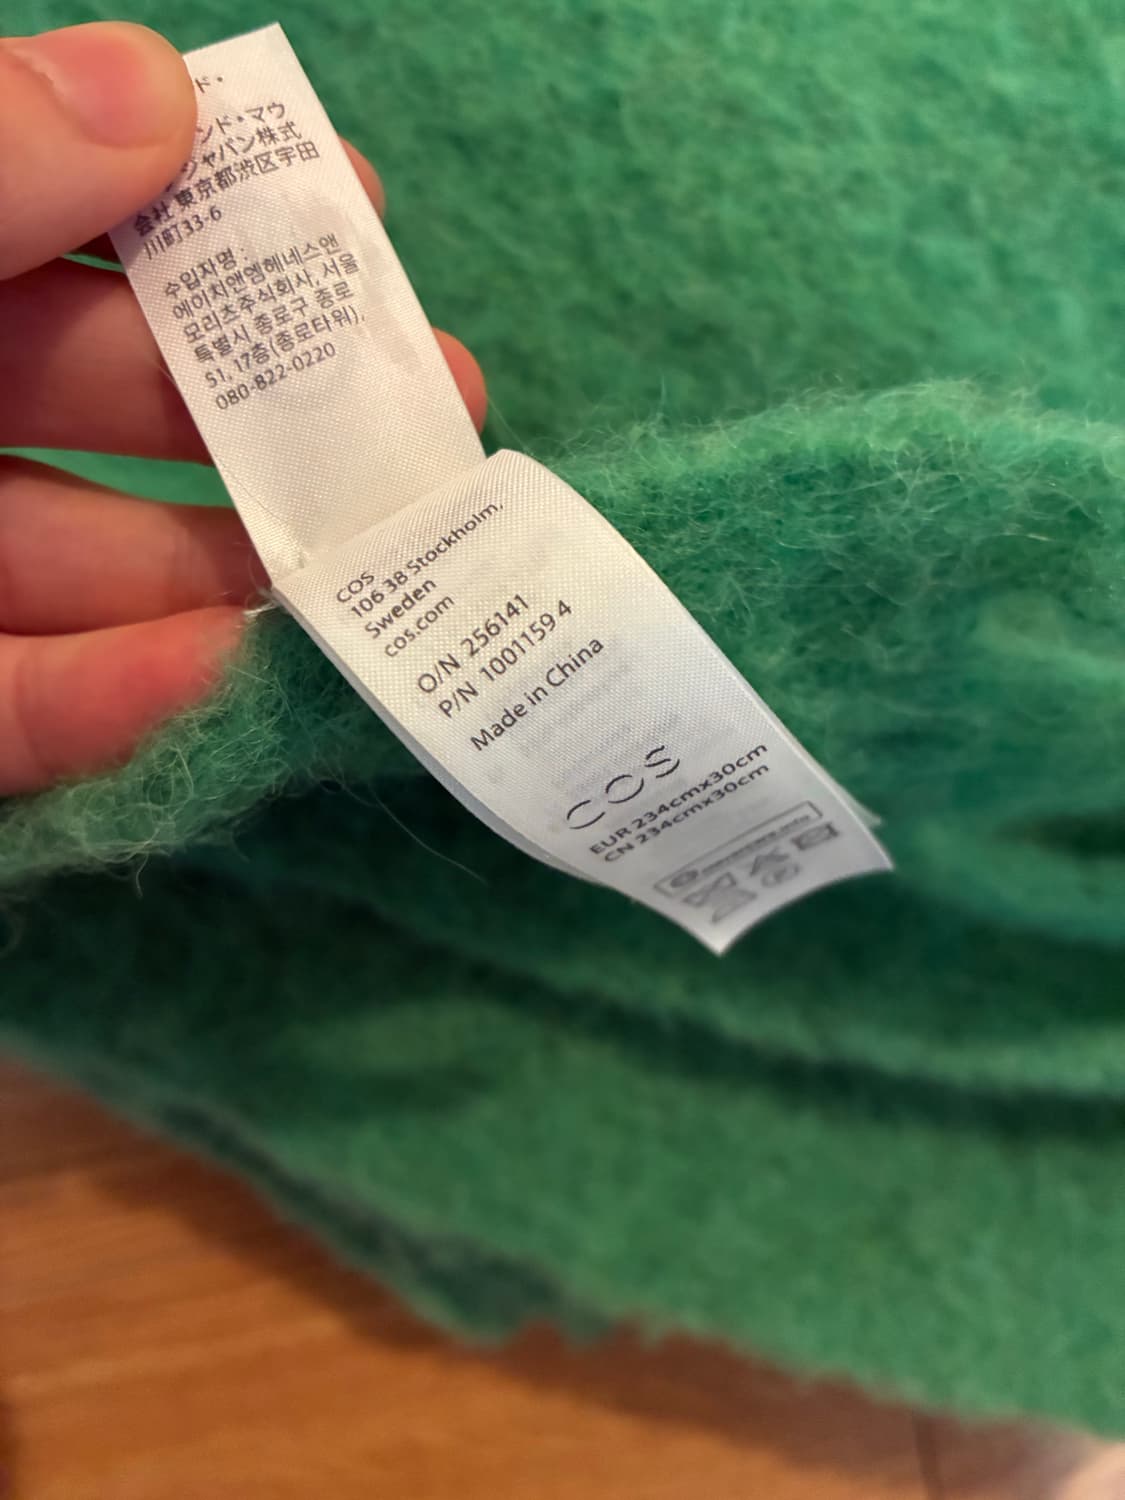 ド・
ンド・マウ
ジャパン株式
会社 東京都渋区宇田
川町33-6
수입자명 :
에이치앤엠헤네스앤
모리츠주식회사, 서울
특별시 종로구 종로
51, 17층(종로타워),
080-822-0220
COS
106 38 Stockholm,
Sweden
cos.com
O/N 256141
P/N 1001159 4
Made in China
COS
EUR 234cmx30cm
CN 234cmx30cm